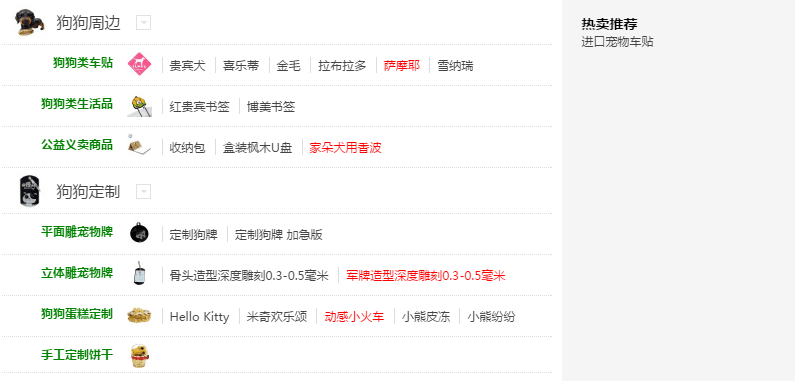 狗狗周边
狗狗类车贴 贵宾犬 喜乐蒂 金毛 拉布拉多 萨摩耶 雪纳瑞
狗狗类生活品 红贵宾书签 博美书签
公益义卖商品 收纳包 盒装枫木U盘 家朵犬用香波
狗狗定制
平面雕宠物牌 定制狗牌 定制狗牌 加急版
立体雕宠物牌 骨头造型深度雕刻0.3-0.5毫米 军牌造型深度雕刻0.3-0.5毫米
狗狗蛋糕定制 Hello Kitty 米奇欢乐颂 动感小火车 小熊皮冻 小熊纷纷
手工定制饼干
热卖推荐
进口宠物车贴